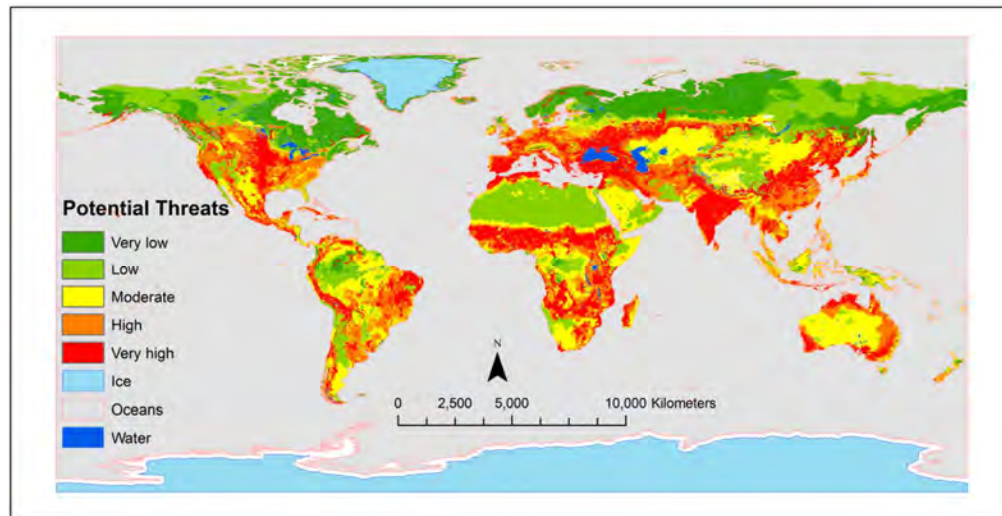 Potential Threats
Very low
Low
Moderate
High
Very high
Ice
Oceans
Water
N
0 2,500 5,000 10,000 Kilometers